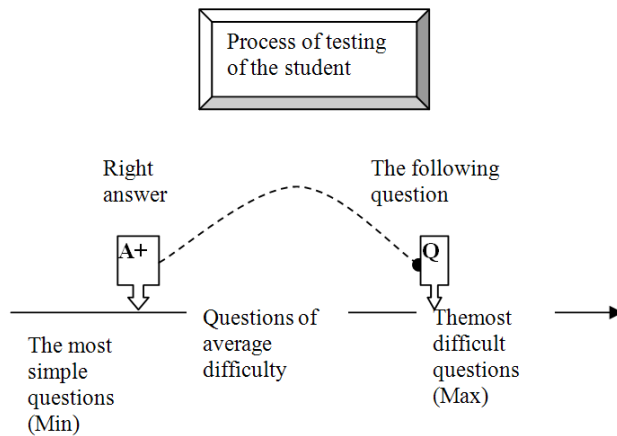 Process of testing
of the student
Right
answer
The following
question
A+
Q
The most
simple
questions
(Min)
Questions of
average
difficulty
Themost
difficult
questions
(Max)